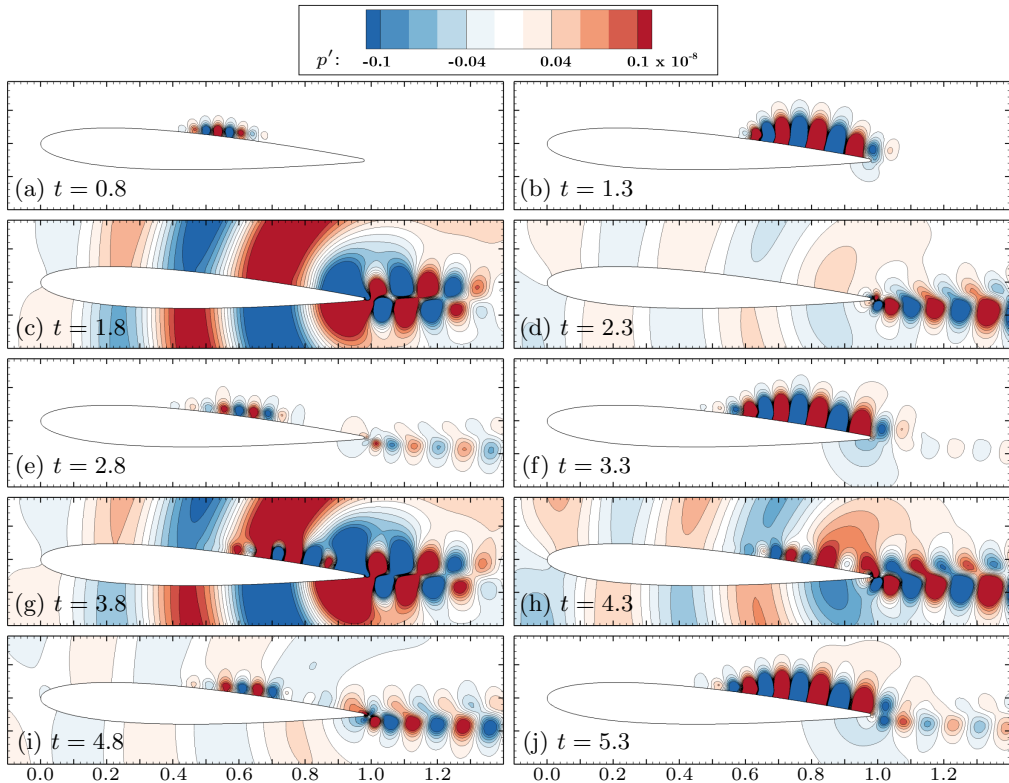 p′: -0.1 -0.04 0.04 0.1 x 10-8
(a) t = 0.8
(b) t = 1.3
(c) t = 1.8
(d) t = 2.3
(e) t = 2.8
(f) t = 3.3
(g) t = 3.8
(h) t = 4.3
(i) t = 4.8
(j) t = 5.3
0.0 0.2 0.4 0.6 0.8 1.0 1.2
0.0 0.2 0.4 0.6 0.8 1.0 1.2